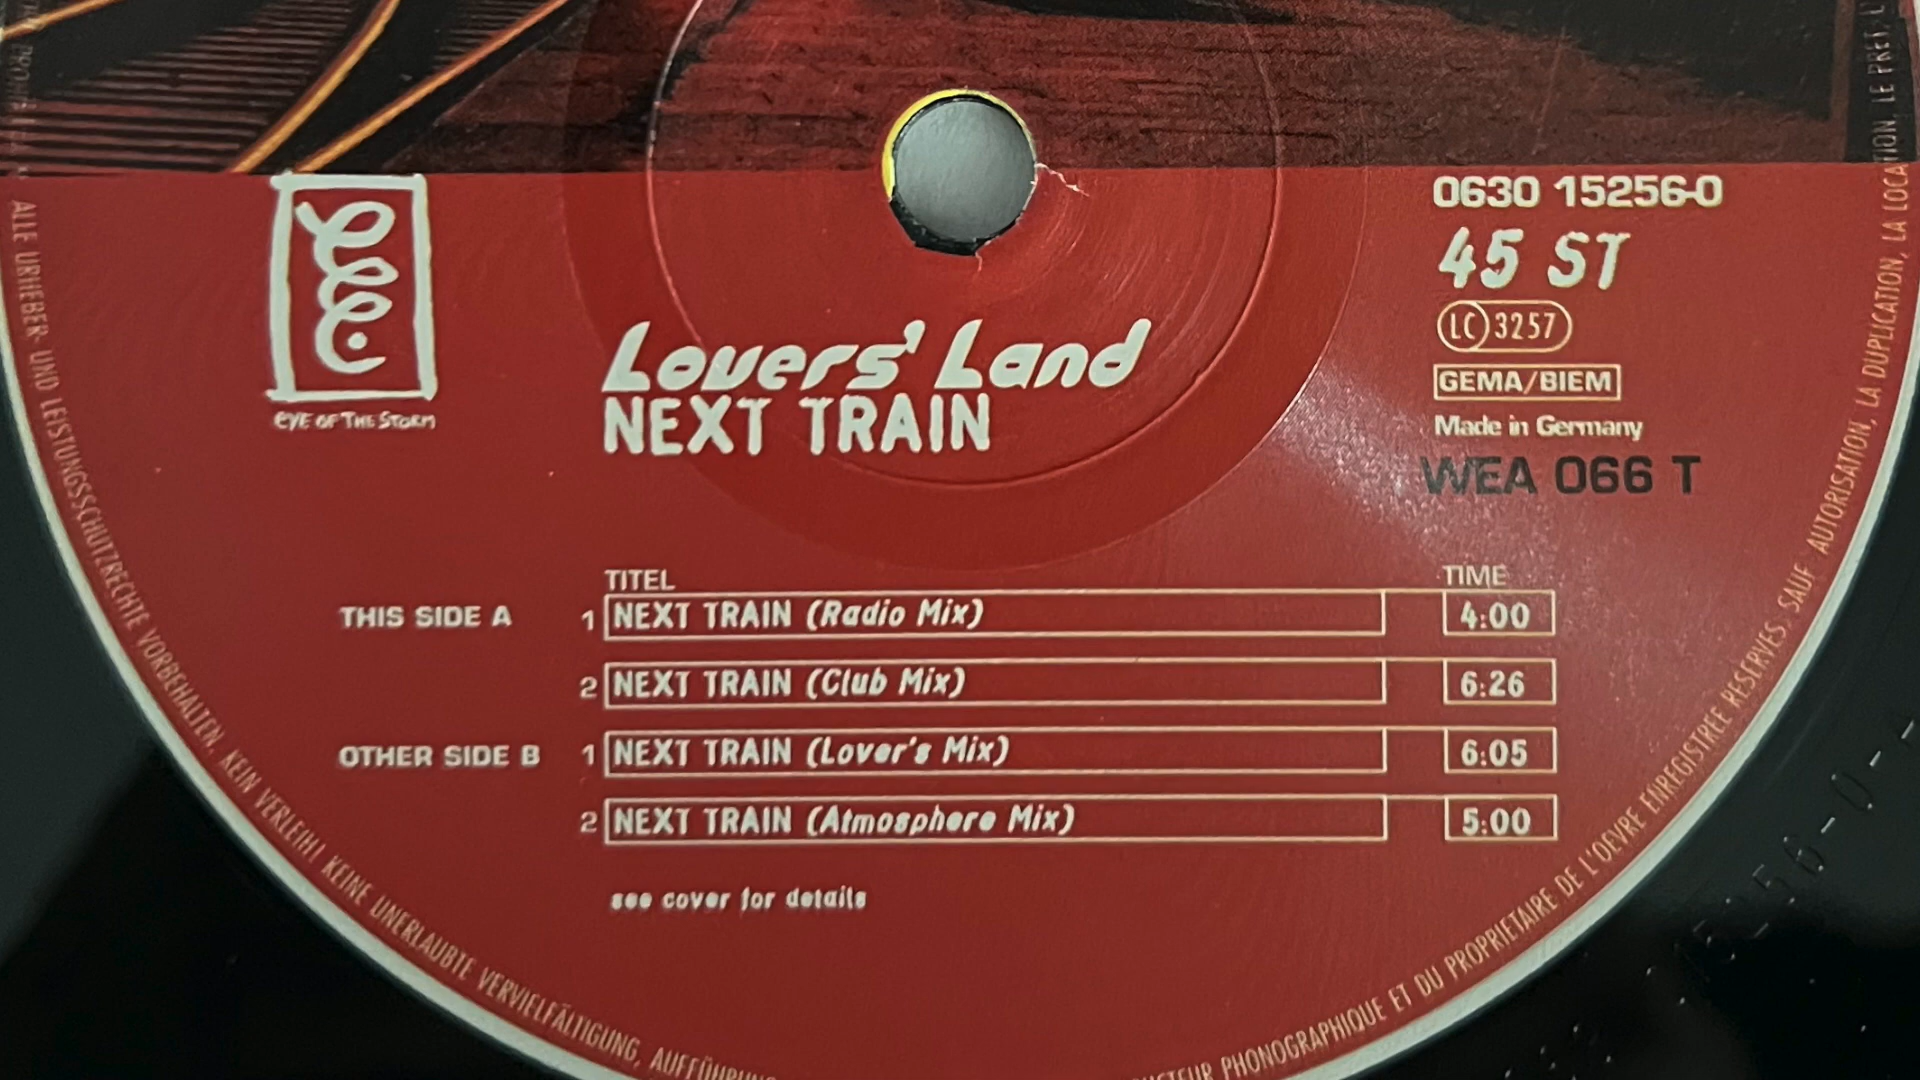 EYE OF THE STORM
Lovers' Land
NEXT TRAIN
0630 15256-0
45 ST
LC 3257
GEMA/BIEM
Made in Germany
WEA 066 T
TITEL TIME
THIS SIDE A 1 NEXT TRAIN (Radio Mix) 4:00
2 NEXT TRAIN (Club Mix) 6:26
OTHER SIDE B 1 NEXT TRAIN (Lover's Mix) 6:05
2 NEXT TRAIN (Atmosphere Mix) 5:00
see cover for details
ALLE URHEBER- UND LEISTUNGSSCHUTZRECHTE VORBEHALTEN. KEIN VERLEIH! KEINE UNERLAUBTE VERVIELFÄLTIGUNG, AUFFÜHRUNG
PHONOGRAPHIQUE ET DU PROPRIETAIRE DE L'OEVRE ENREGISTREE RESERVES. SAUF AUTORISATION, LA DUPLICATION, LA LOCATION, LE PRET,